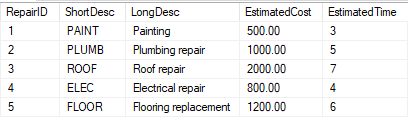 RepairID ShortDesc LongDesc EstimatedCost EstimatedTime
1 PAINT Painting 500.00 3
2 PLUMB Plumbing repair 1000.00 5
3 ROOF Roof repair 2000.00 7
4 ELEC Electrical repair 800.00 4
5 FLOOR Flooring replacement 1200.00 6